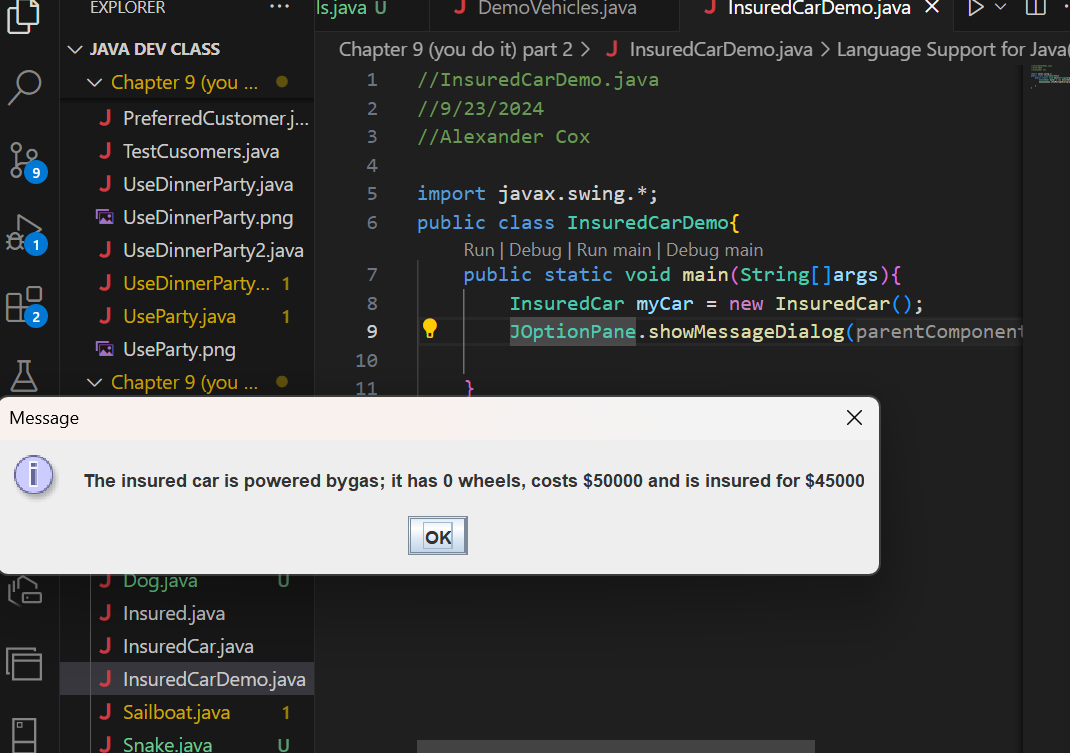 EXPLORER
···
ls.java U
DemoVehicles.java
InsuredCarDemo.java
JAVA DEV CLASS
Chapter 9 (you do it) part 2 > InsuredCarDemo.java > Language Support for Java(
Chapter 9 (you ...
PreferredCustomer.j...
TestCusomers.java
UseDinnerParty.java
UseDinnerParty.png
UseDinnerParty2.java
UseDinnerParty... 1
UseParty.java 1
UseParty.png
Chapter 9 (you ...
9
1
2
1 //InsuredCarDemo.java
2 //9/23/2024
3 //Alexander Cox
4
5 import javax.swing.*;
6 public class InsuredCarDemo{
Run | Debug | Run main | Debug main
7 public static void main(String[]args){
8 InsuredCar myCar = new InsuredCar();
9 JOptionPane.showMessageDialog(parentComponent
10
11 }
Message
The insured car is powered bygas; it has 0 wheels, costs $50000 and is insured for $45000
OK
Dog.java U
Insured.java
InsuredCar.java
InsuredCarDemo.java
Sailboat.java 1
Snake.java U